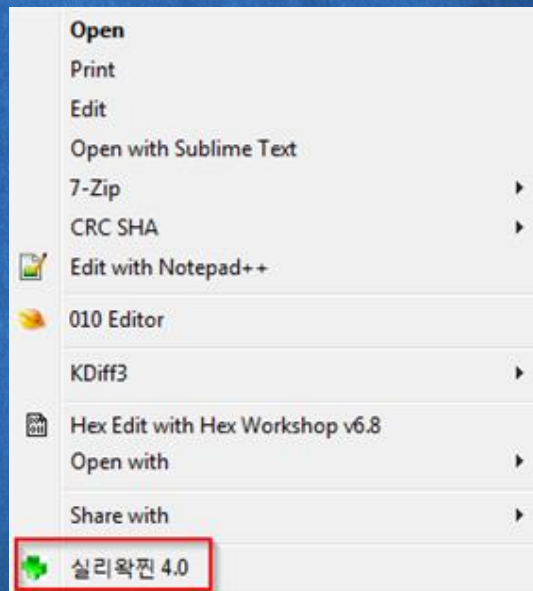 Open
Print
Edit
Open with Sublime Text
7-Zip
CRC SHA
Edit with Notepad++
010 Editor
KDiff3
Hex Edit with Hex Workshop v6.8
Open with
Share with
실리왁찐 4.0